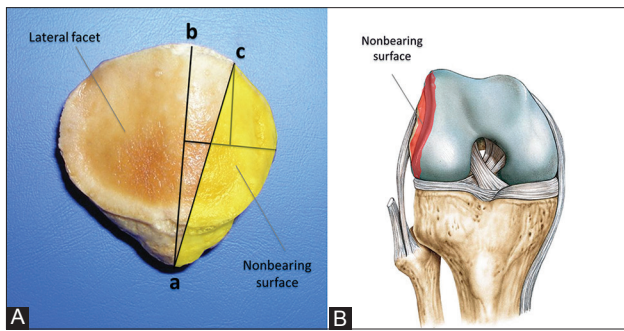 Lateral facet
b
c
Nonbearing
surface
a
A
Nonbearing
surface
B